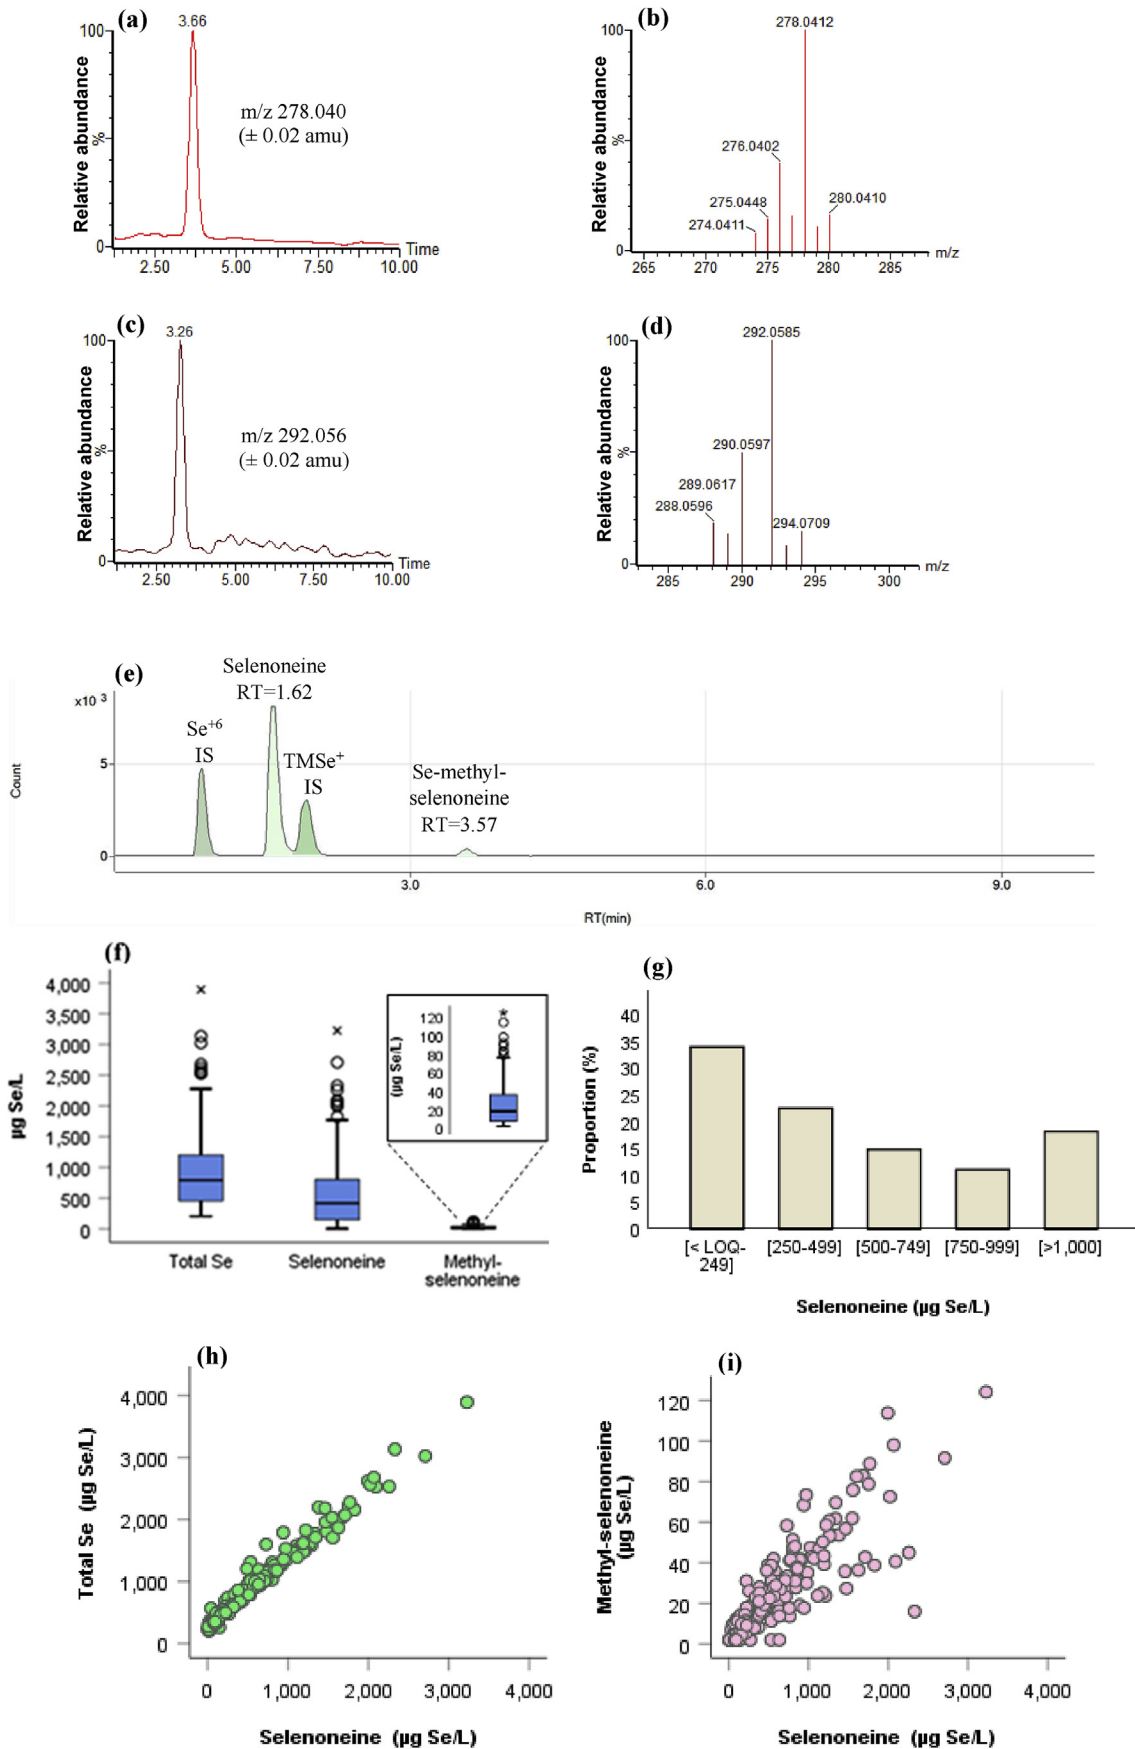 (a)
3.66
100
Relative abundance
%
0
m/z 278.040
(± 0.02 amu)
2.50
5.00
7.50
10.00
Time
(b)
278.0412
100
Relative abundance
%
0
276.0402
275.0448
274.0411
280.0410
265
270
275
280
285
m/z
(c)
3.26
100
Relative abundance
%
0
m/z 292.056
(± 0.02 amu)
2.50
5.00
7.50
10.00
Time
(d)
292.0585
100
Relative abundance
%
0
290.0597
289.0617
288.0596
294.0709
285
290
295
300
m/z
(e)
x10 3
5
0
Count
Se+6
IS
Selenoneine
RT=1.62
TMSe+
IS
Se-methyl-
selenoneine
RT=3.57
3.0
6.0
9.0
RT(min)
(f)
µg Se/L
4,000
3,500
3,000
2,500
2,000
1,500
1,000
500
0
(µg Se/L)
120
100
80
60
40
20
0
Total Se
Selenoneine
Methyl-
selenoneine
(g)
Proportion (%)
40
35
30
25
20
15
10
5
0
[< LOQ-
249]
[250-499]
[500-749]
[750-999]
[>1,000]
Selenoneine (µg Se/L)
(h)
Total Se (µg Se/L)
4,000
3,000
2,000
1,000
0
0
1,000
2,000
3,000
4,000
Selenoneine (µg Se/L)
(i)
Methyl-selenoneine
(µg Se/L)
120
100
80
60
40
20
0
0
1,000
2,000
3,000
4,000
Selenoneine (µg Se/L)